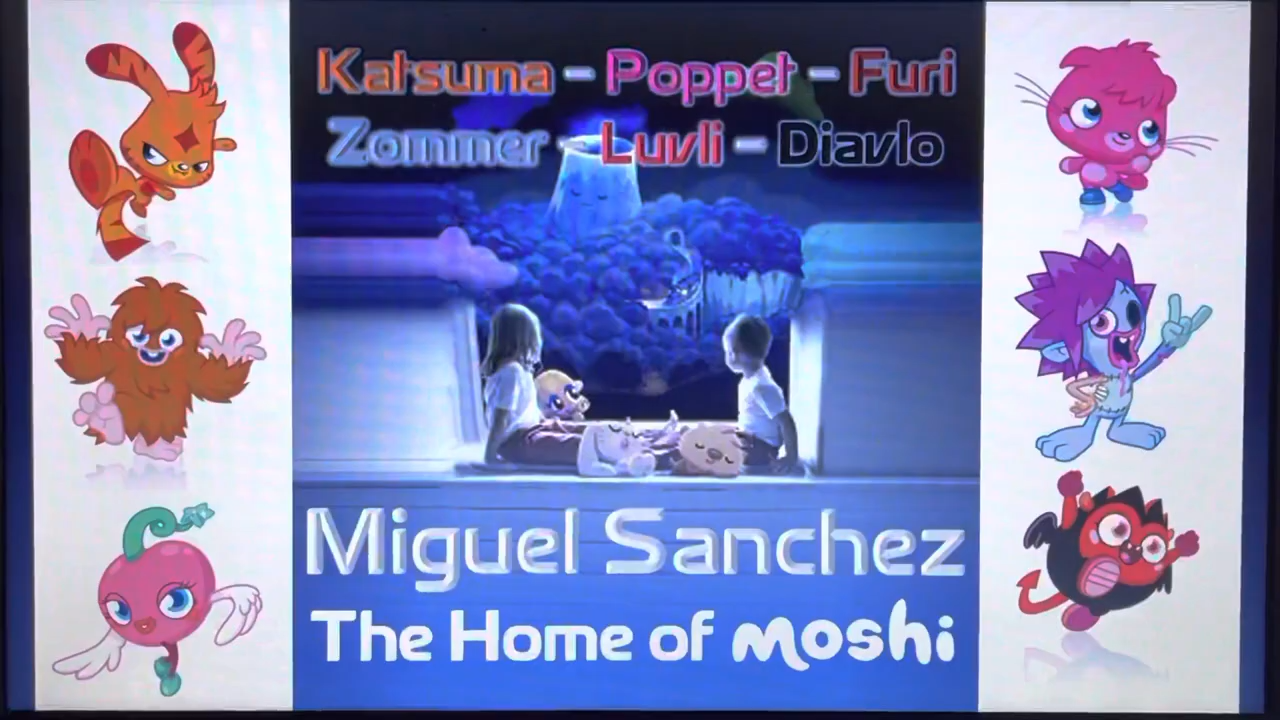 Katsuma - Poppet - Furi
Zommer - Luvli - Diavlo
Miguel Sanchez
The Home of moshi